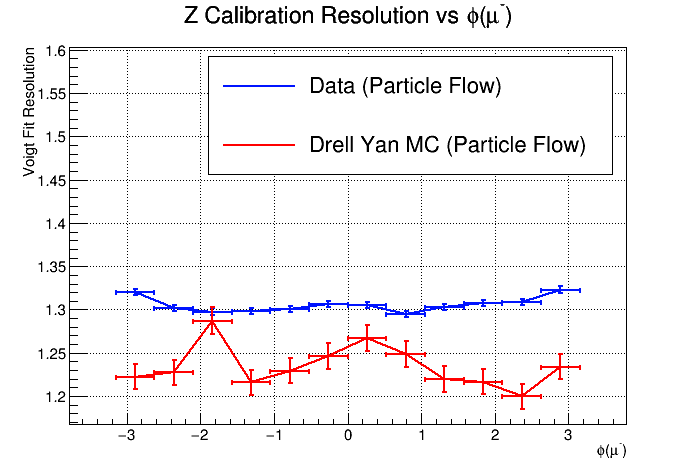 Z Calibration Resolution vs ϕ(μ⁻)
Voigt Fit Resolution
1.6
1.55
1.5
1.45
1.4
1.35
1.3
1.25
1.2
Data (Particle Flow)
Drell Yan MC (Particle Flow)
−3 −2 −1 0 1 2 3
ϕ(μ⁻)